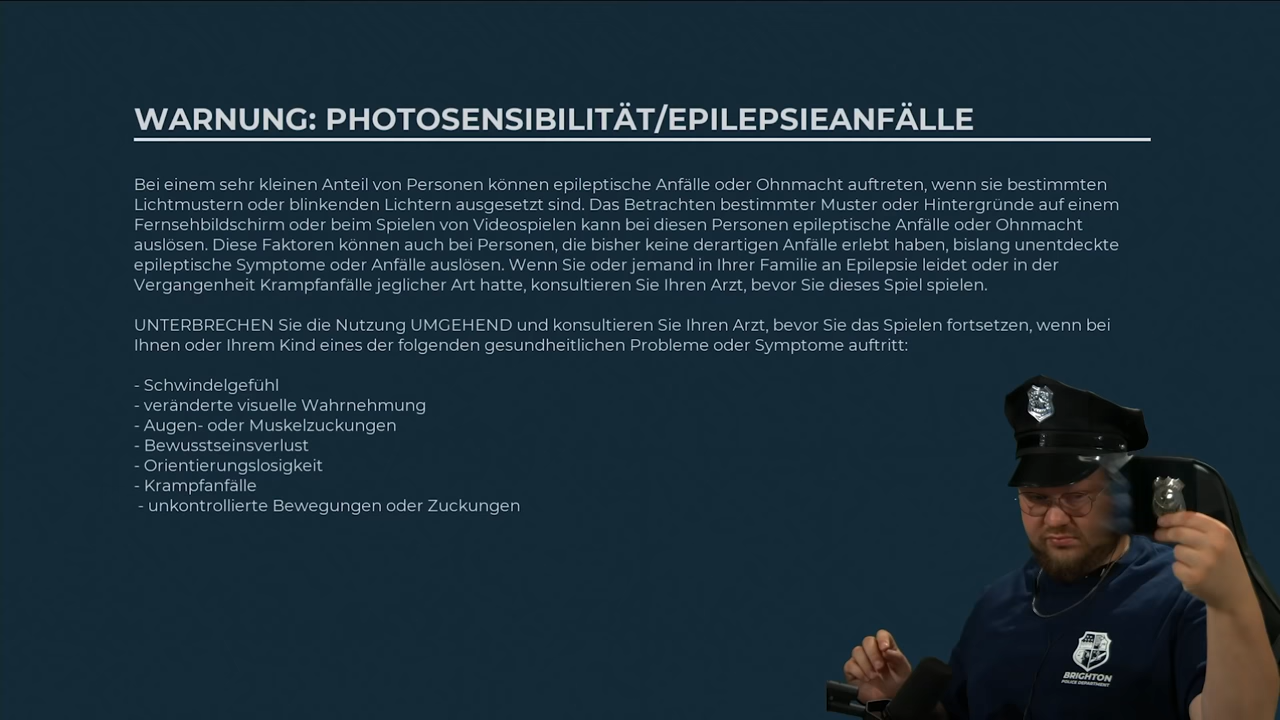 WARNUNG: PHOTOSENSIBILITÄT/EPILEPSIEANFÄLLE
Bei einem sehr kleinen Anteil von Personen können epileptische Anfälle oder Ohnmacht auftreten, wenn sie bestimmten
Lichtmustern oder blinkenden Lichtern ausgesetzt sind. Das Betrachten bestimmter Muster oder Hintergründe auf einem
Fernsehbildschirm oder beim Spielen von Videospielen kann bei diesen Personen epileptische Anfälle oder Ohnmacht
auslösen. Diese Faktoren können auch bei Personen, die bisher keine derartigen Anfälle erlebt haben, bislang unentdeckte
epileptische Symptome oder Anfälle auslösen. Wenn Sie oder jemand in Ihrer Familie an Epilepsie leidet oder in der
Vergangenheit Krampfanfälle jeglicher Art hatte, konsultieren Sie Ihren Arzt, bevor Sie dieses Spiel spielen.
UNTERBRECHEN Sie die Nutzung UMGEHEND und konsultieren Sie Ihren Arzt, bevor Sie das Spielen fortsetzen, wenn bei
Ihnen oder Ihrem Kind eines der folgenden gesundheitlichen Probleme oder Symptome auftritt:
- Schwindelgefühl
- veränderte visuelle Wahrnehmung
- Augen- oder Muskelzuckungen
- Bewusstseinsverlust
- Orientierungslosigkeit
- Krampfanfälle
- unkontrollierte Bewegungen oder Zuckungen
BRIGHTON
POLICE DEPARTMENT